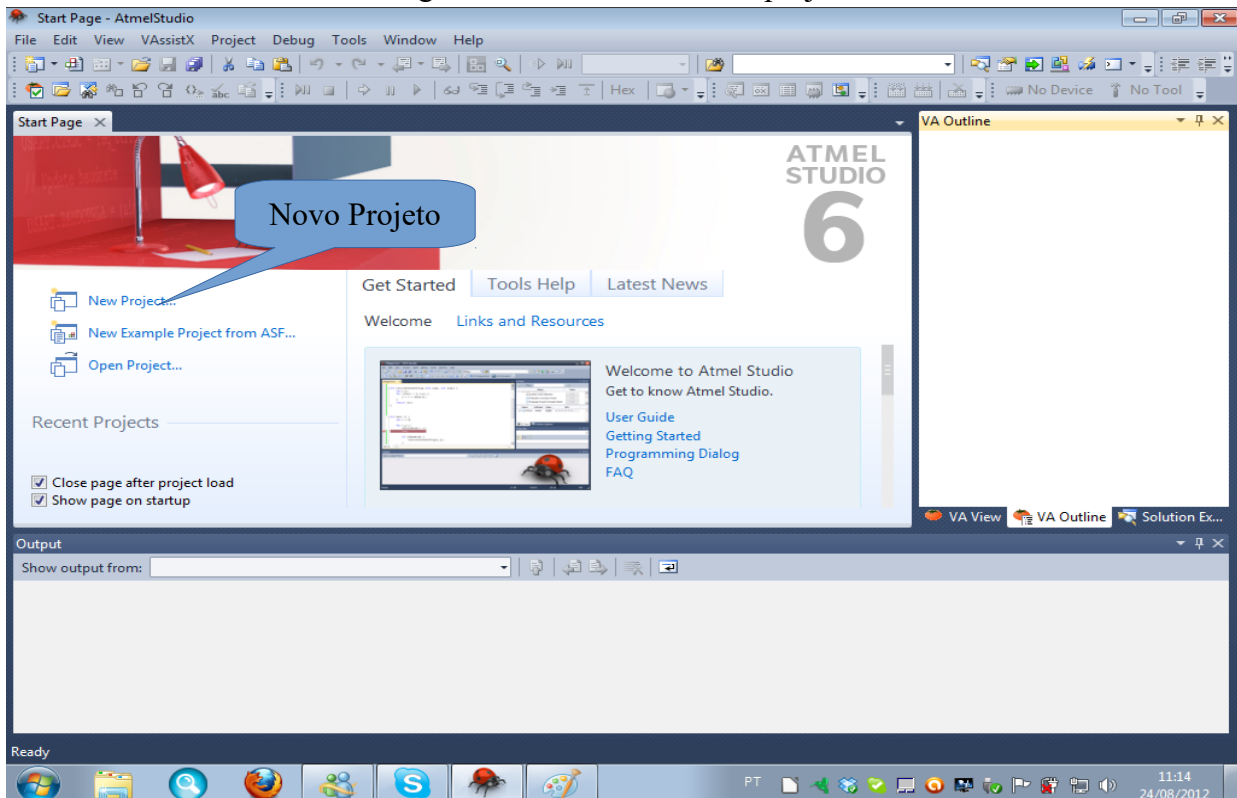 Start Page - AtmelStudio
File Edit View VAssistX Project Debug Tools Window Help
Hex
No Device No Tool
Start Page
VA Outline
ATMEL
STUDIO
6
Novo Projeto
New Project...
New Example Project from ASF...
Open Project...
Recent Projects
Close page after project load
Show page on startup
Get Started Tools Help Latest News
Welcome Links and Resources
Welcome to Atmel Studio
Get to know Atmel Studio.
User Guide
Getting Started
Programming Dialog
FAQ
VA View VA Outline Solution Ex...
Output
Show output from:
Ready
PT
11:14
24/08/2012